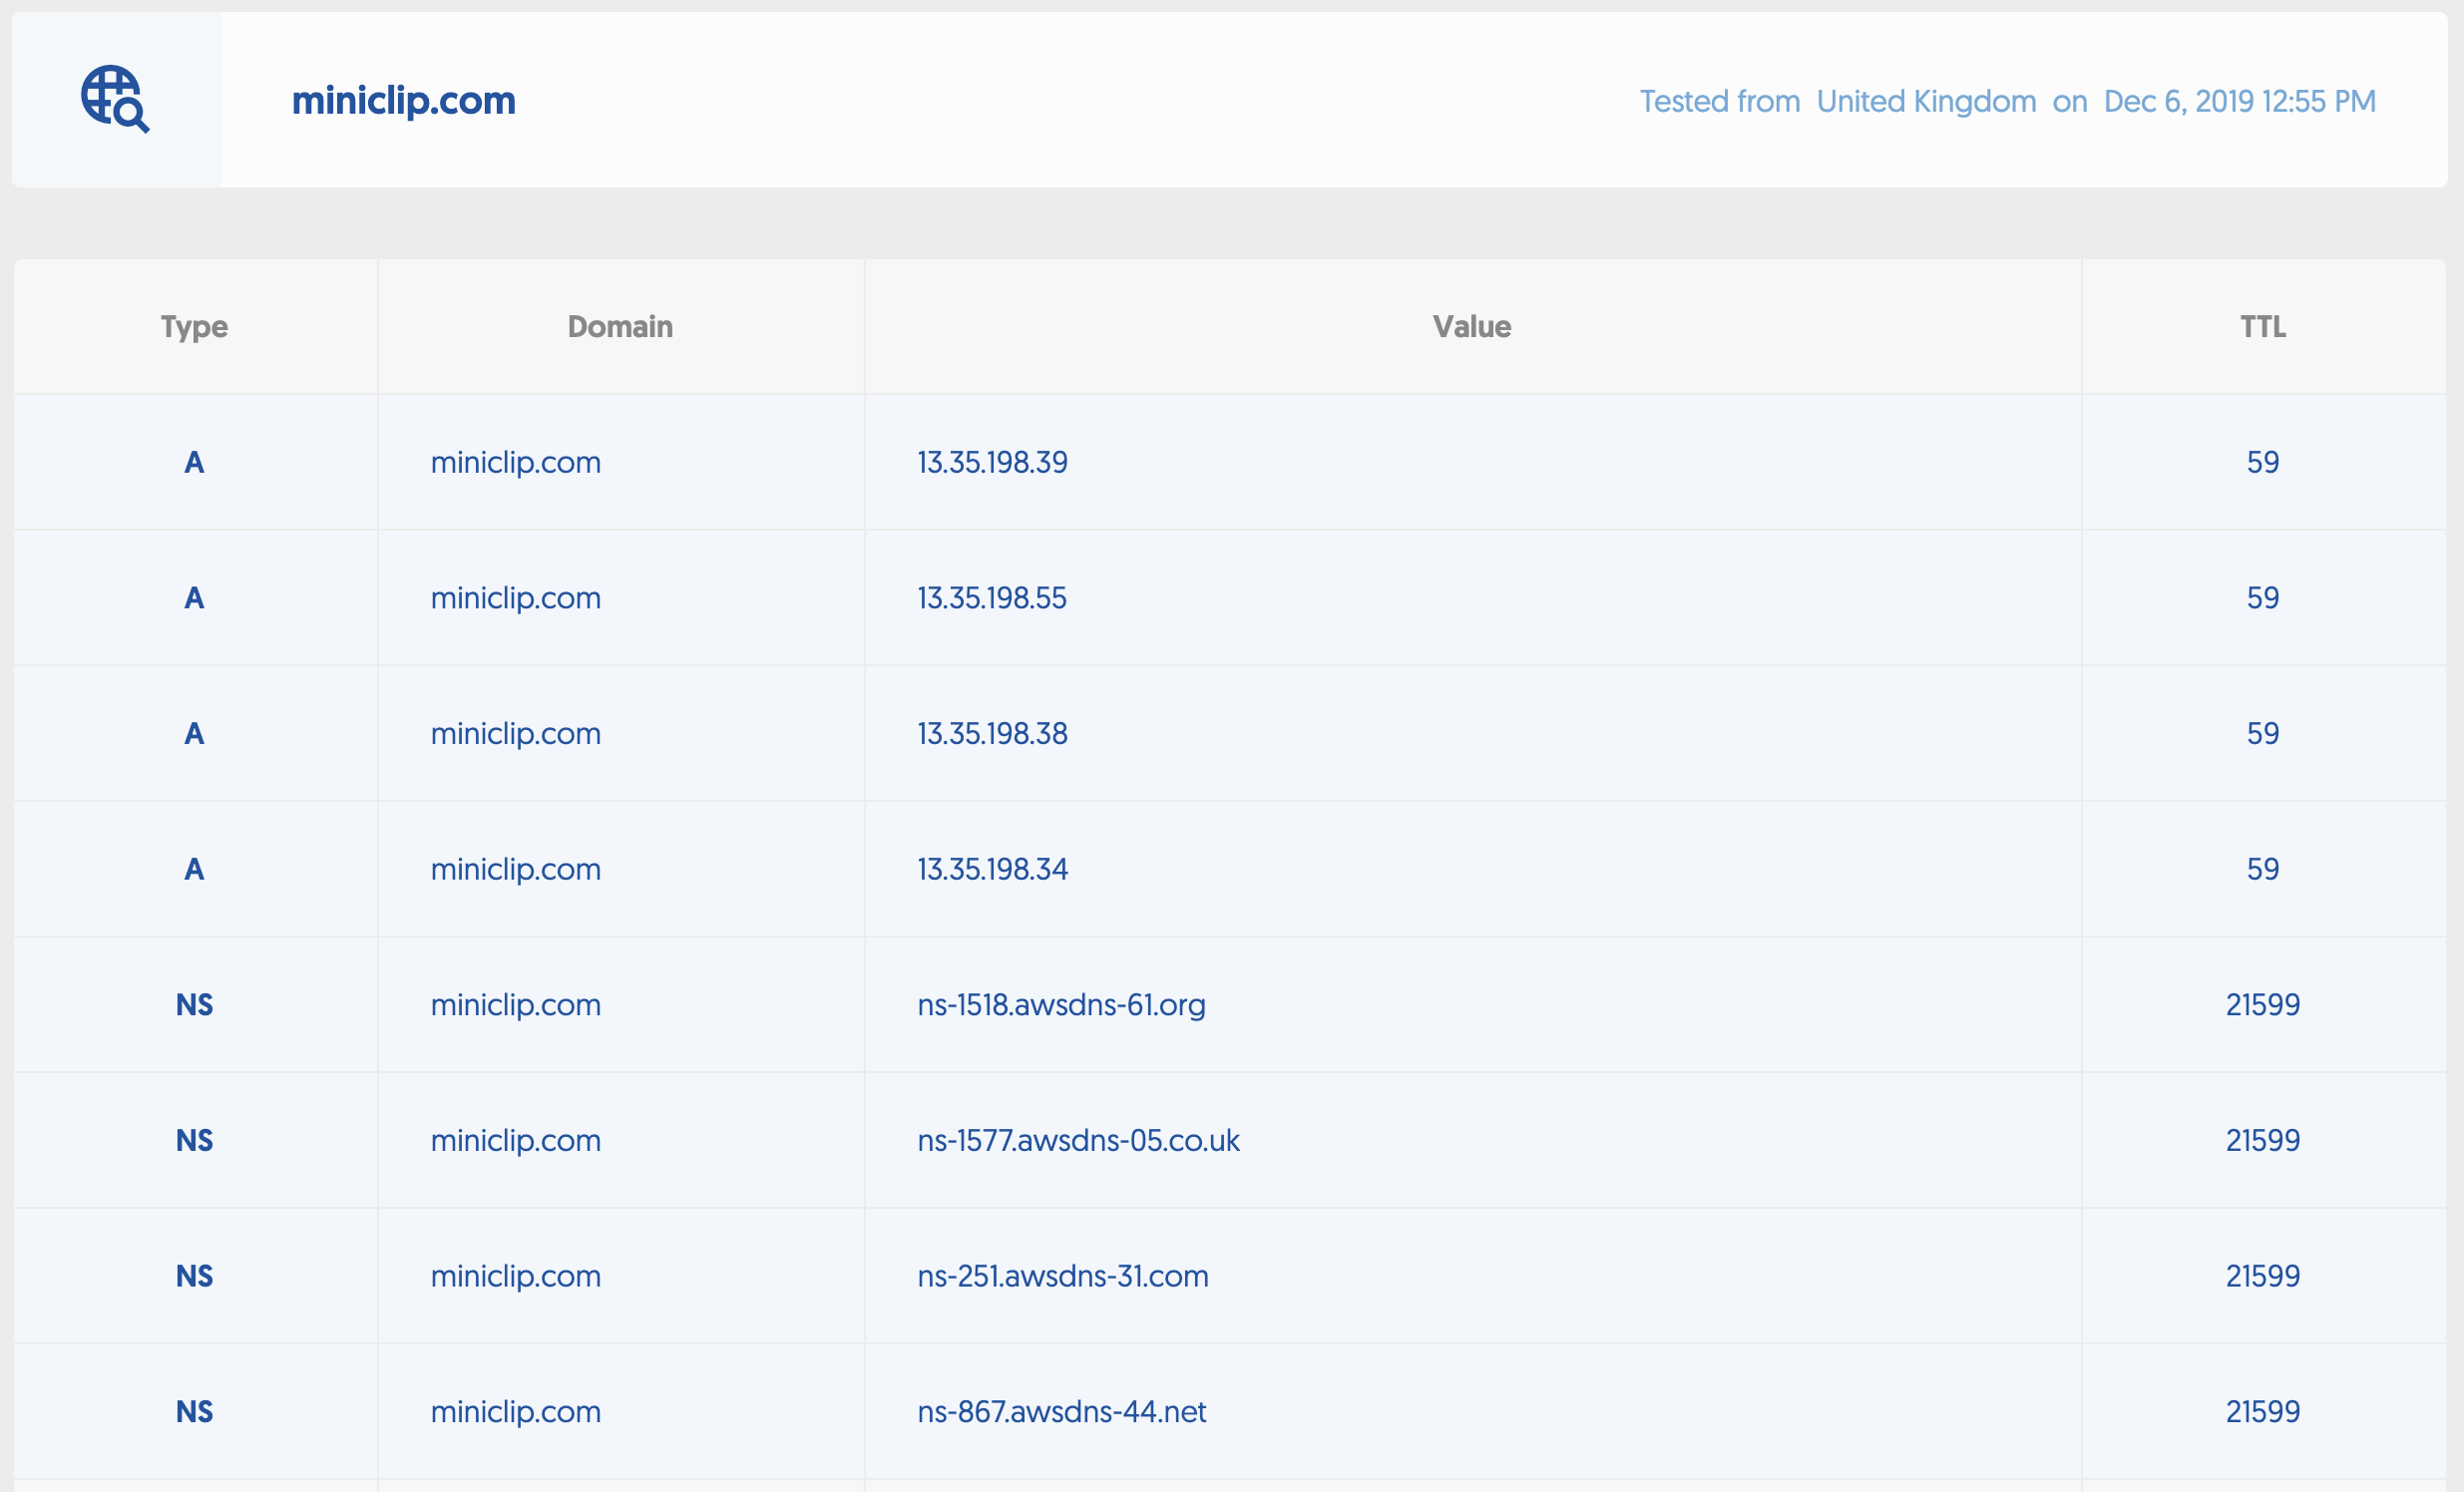 miniclip.com
Tested from United Kingdom on Dec 6, 2019 12:55 PM
Type Domain Value TTL
A miniclip.com 13.35.198.39 59
A miniclip.com 13.35.198.55 59
A miniclip.com 13.35.198.38 59
A miniclip.com 13.35.198.34 59
NS miniclip.com ns-1518.awsdns-61.org 21599
NS miniclip.com ns-1577.awsdns-05.co.uk 21599
NS miniclip.com ns-251.awsdns-31.com 21599
NS miniclip.com ns-867.awsdns-44.net 21599